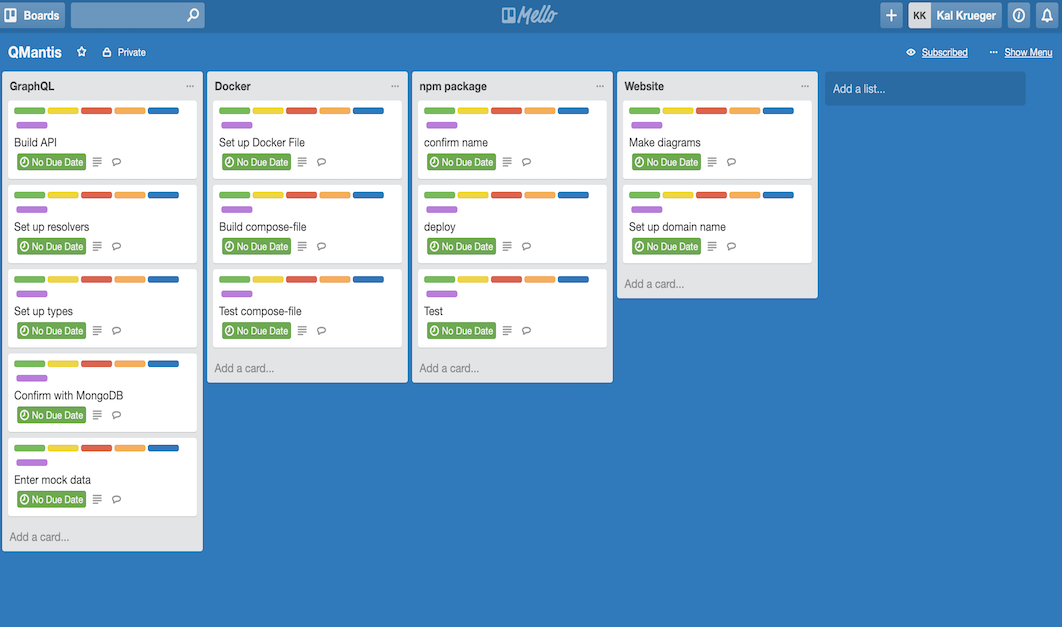 Boards
Mello
KK
Kal Krueger
QMantis
Private
Subscribed
··· Show Menu
GraphQL ···
Build API
No Due Date
Set up resolvers
No Due Date
Set up types
No Due Date
Confirm with MongoDB
No Due Date
Enter mock data
No Due Date
Add a card...
Docker ···
Set up Docker File
No Due Date
Build compose-file
No Due Date
Test compose-file
No Due Date
Add a card...
npm package ···
confirm name
No Due Date
deploy
No Due Date
Test
No Due Date
Add a card...
Website ···
Make diagrams
No Due Date
Set up domain name
No Due Date
Add a card...
Add a list...